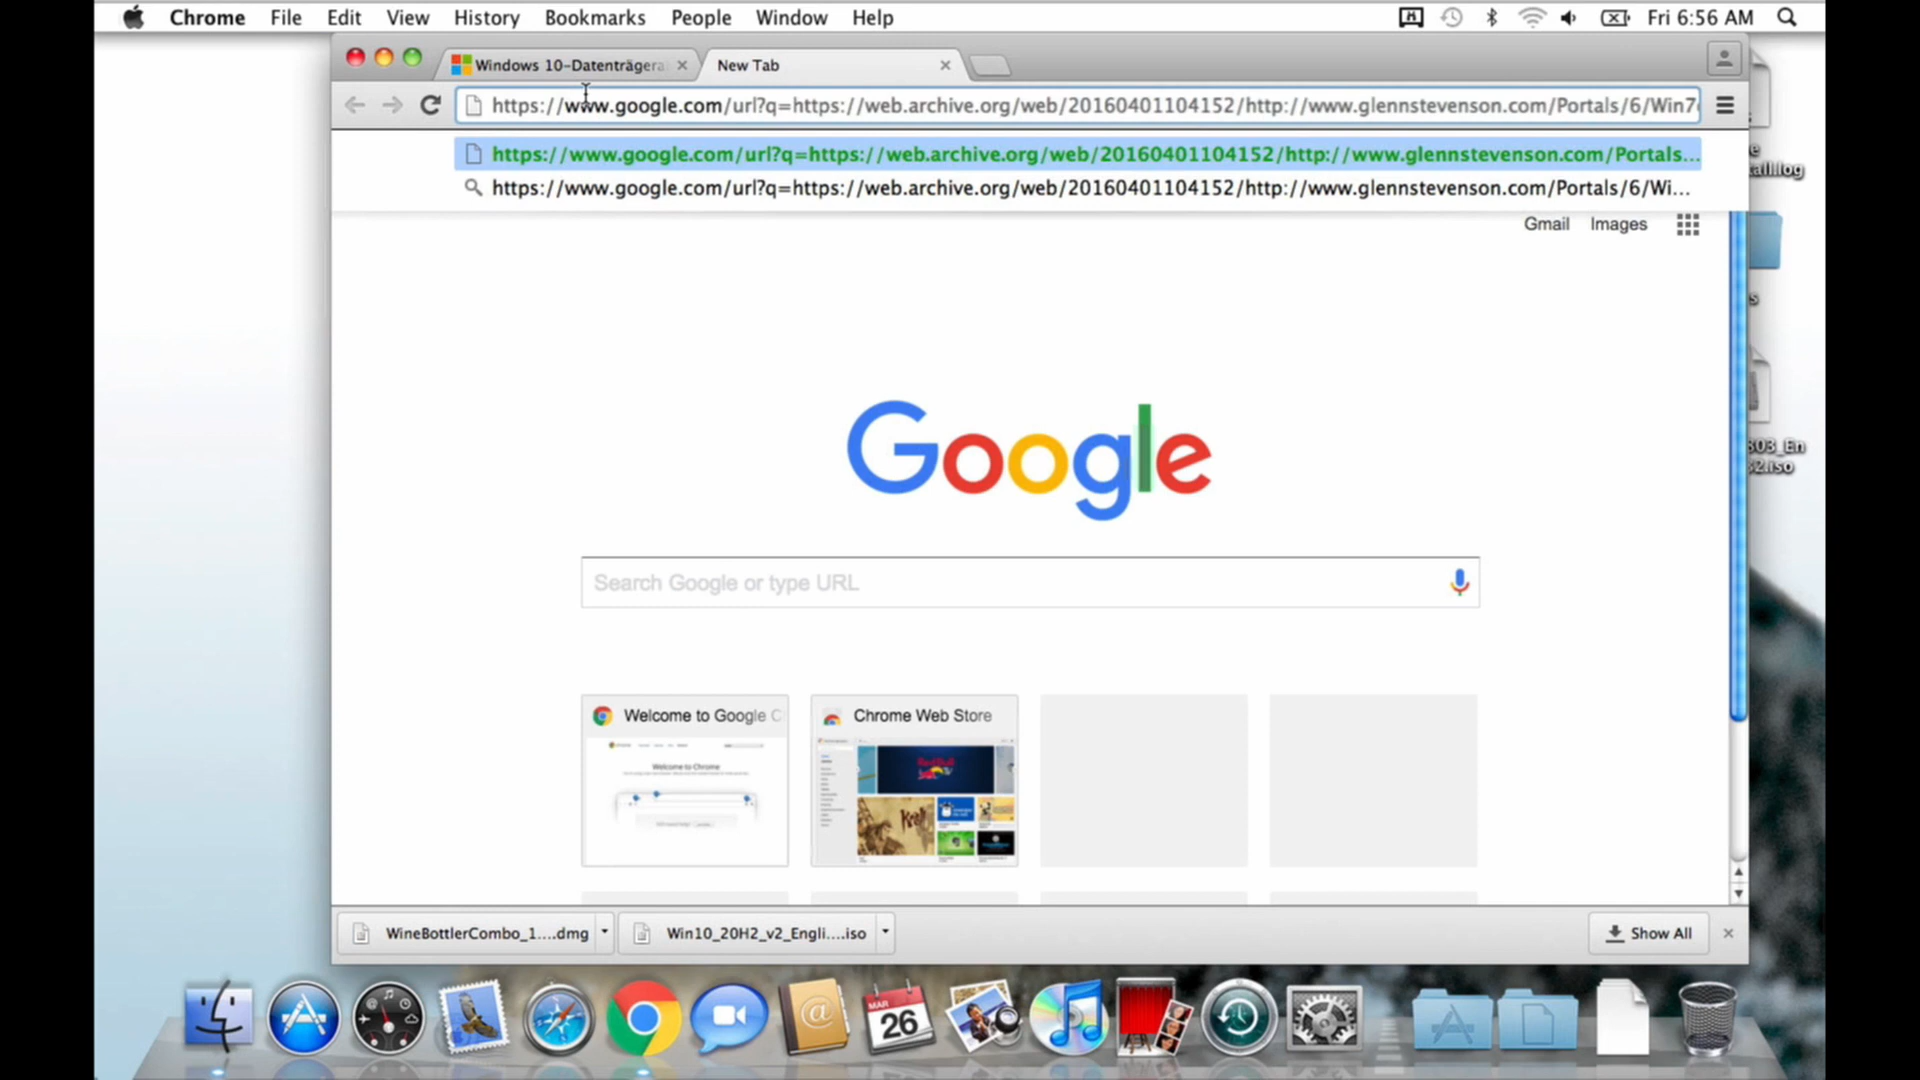 Chrome File Edit View History Bookmarks People Window Help Fri 6:56 AM
Windows 10-Datenträgera New Tab
https://www.google.com/url?q=https://web.archive.org/web/20160401104152/http://www.glennstevenson.com/Portals/6/Win7
https://www.google.com/url?q=https://web.archive.org/web/20160401104152/http://www.glennstevenson.com/Portals...
https://www.google.com/url?q=https://web.archive.org/web/20160401104152/http://www.glennstevenson.com/Portals/6/Wi...
Gmail Images
Google
Search Google or type URL
Welcome to Google C
Chrome Web Store
Welcome to Chrome
WineBottlerCombo_1....dmg
Win10_20H2_v2_Engli....iso
Show All
MAR
26